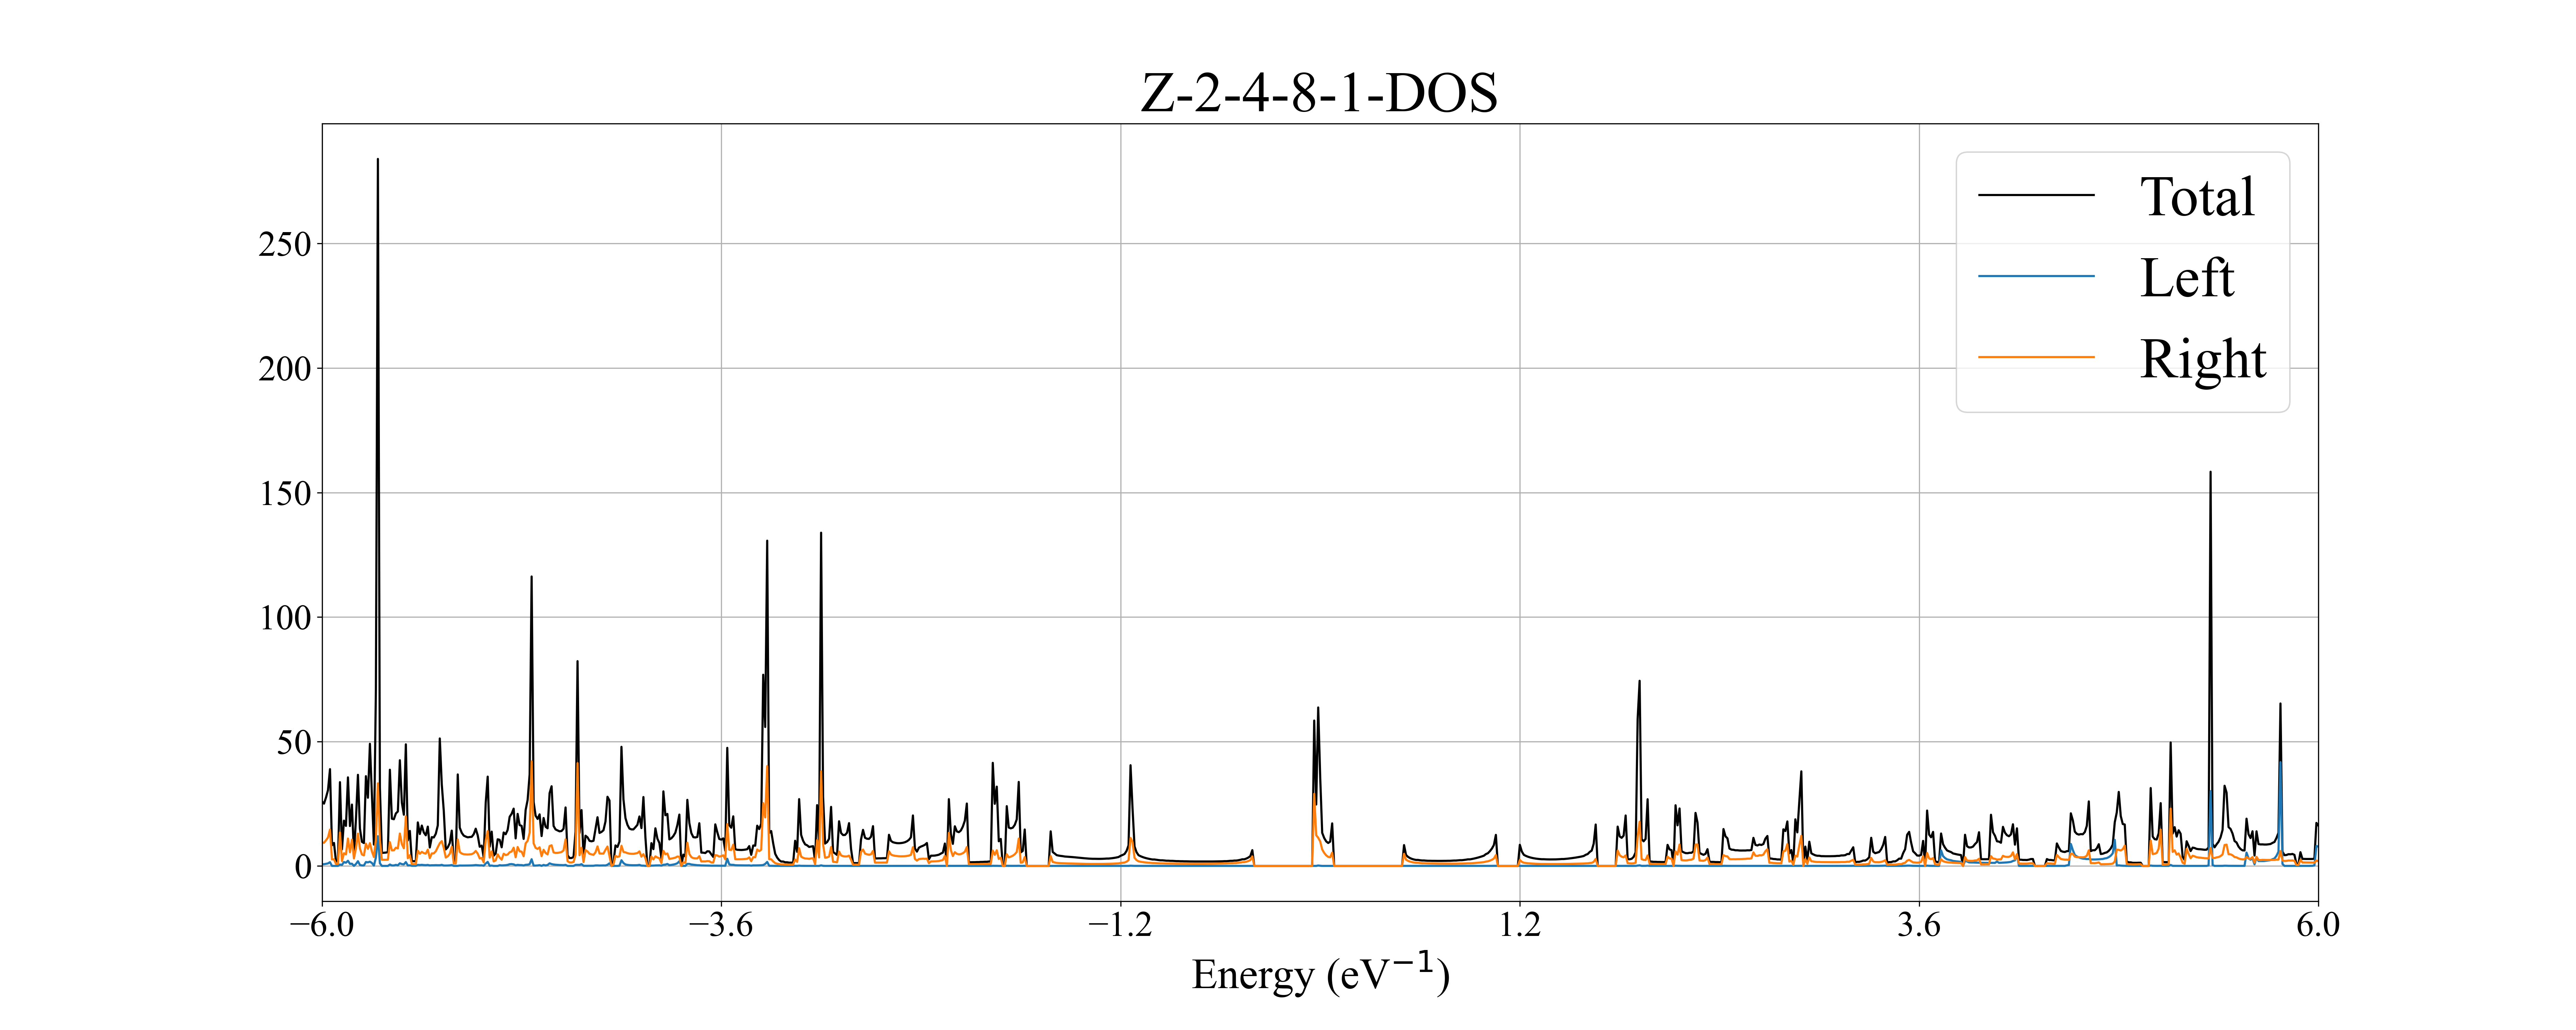 Z-2-4-8-1-DOS
Total
Left
Right
250
200
150
100
50
0
−6.0 −3.6 −1.2 1.2 3.6 6.0
Energy (eV⁻¹)